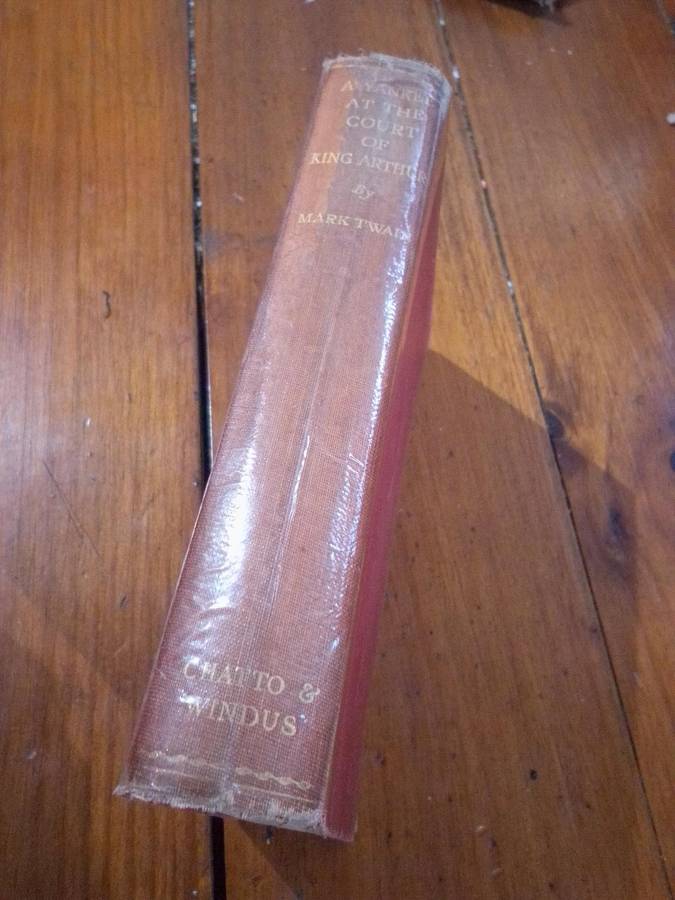 A YANKEE
AT THE
COURT
OF
KING ARTHUR
By
MARK TWAIN
CHATTO &
WINDUS